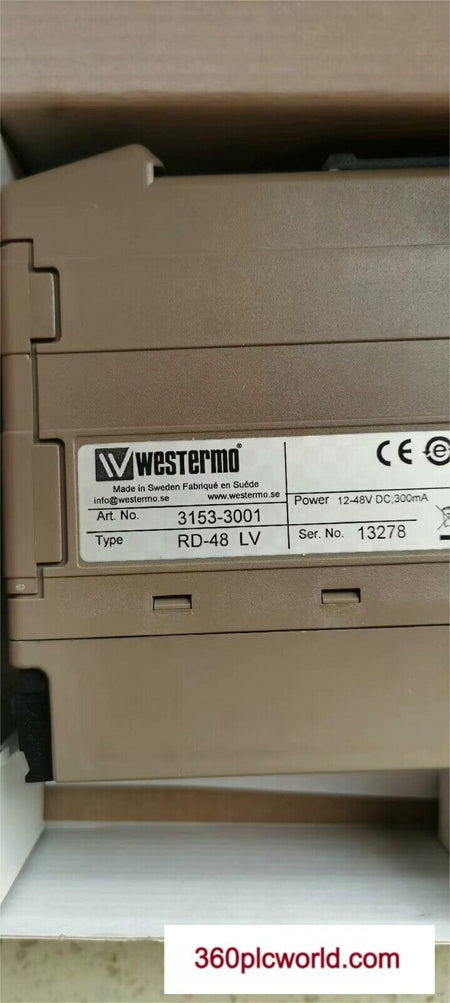 WESTERMO®
Made in Sweden Fabriqué en Suéde
info@westermo.se www.westermo.se
Art. No. 3153-3001
Type RD-48 LV
CE e
Power 12-48V DC,300mA
Ser. No. 13278
360plcworld.com